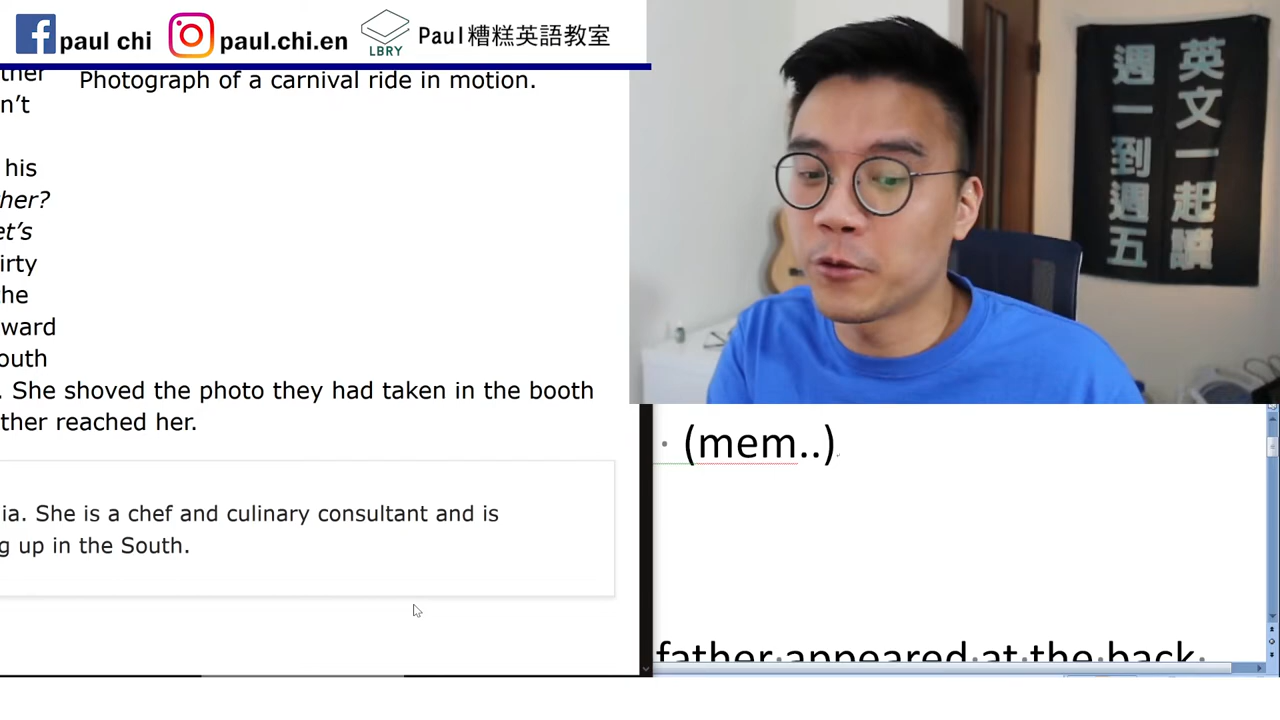 paul chi
paul.chi.en
LBRY
Paul糟糕英語教室
ther
Photograph of a carnival ride in motion.
n't
his
her?
et's
irty
the
ward
outh
. She shoved the photo they had taken in the booth
ther reached her.
ia. She is a chef and culinary consultant and is
g up in the South.
英文一起讀
週一到週五
(mem..)
father appeared at the back